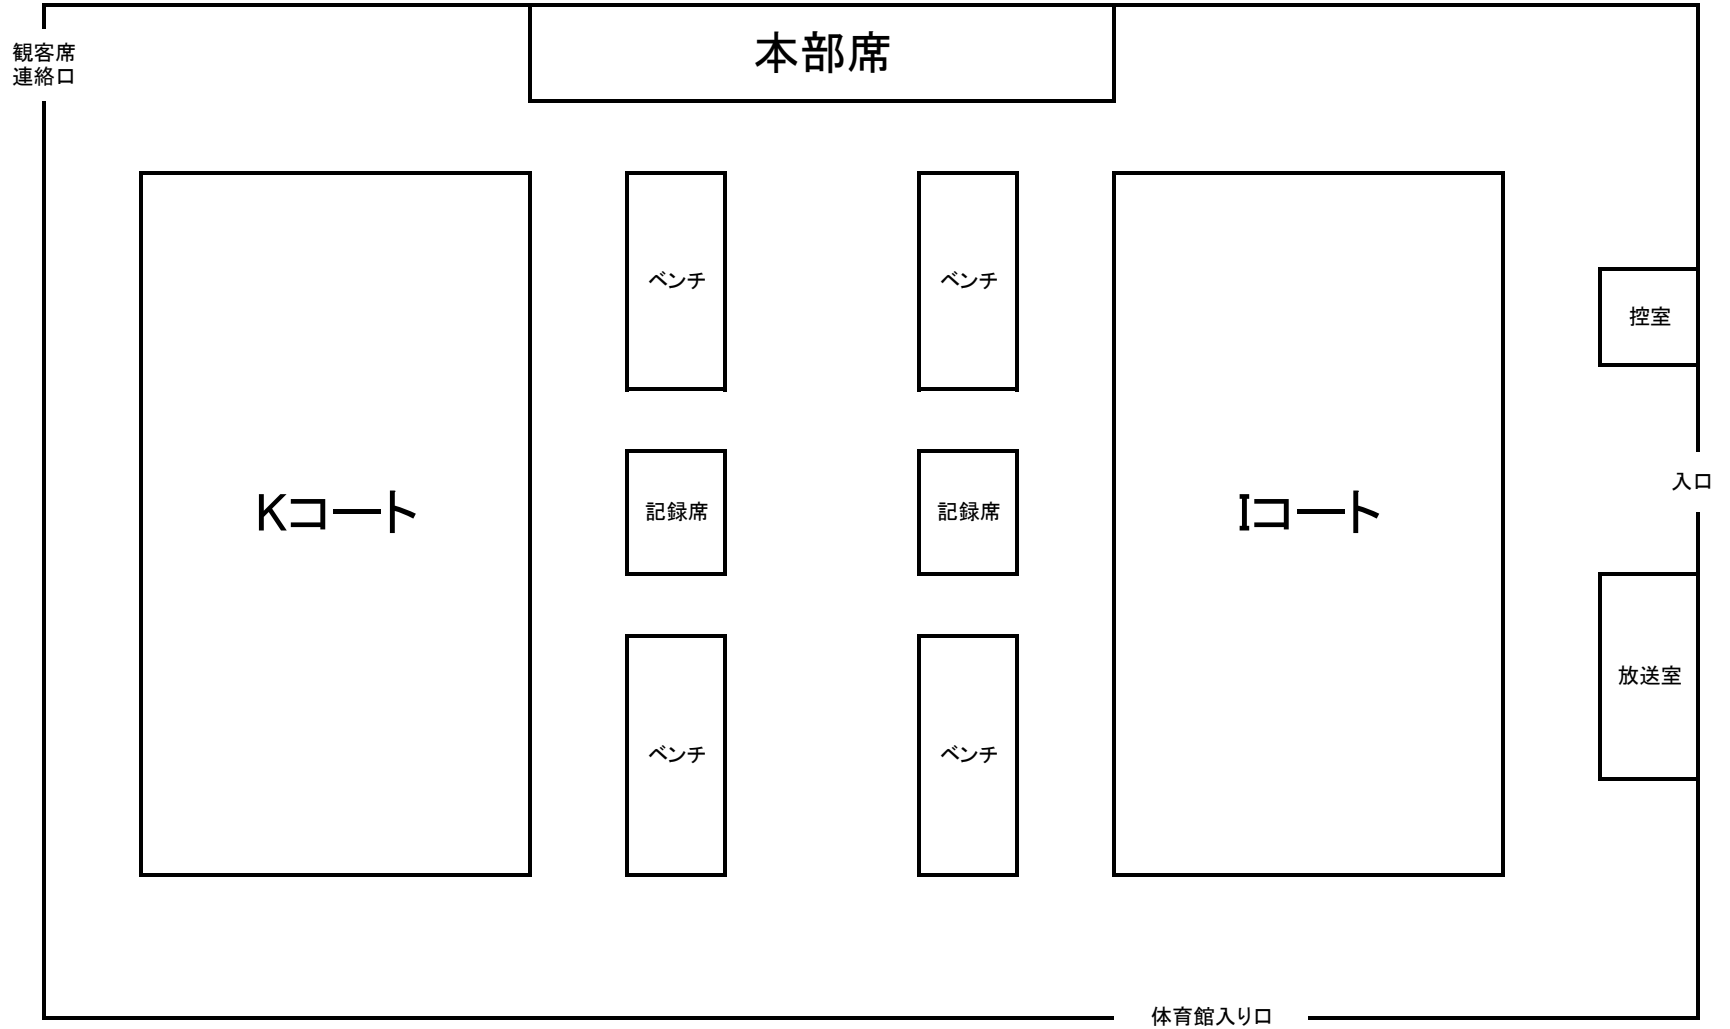 本部席
観客席
連絡口
ベンチ
ベンチ
控室
入口
Kコート
記録席
記録席
Iコート
放送室
ベンチ
ベンチ
体育館入り口